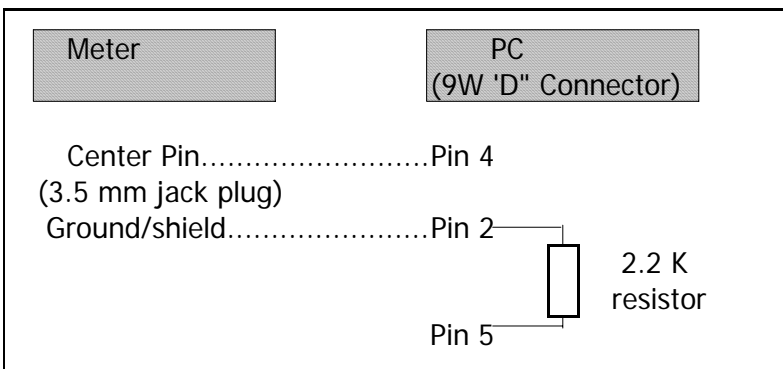 Meter PC
(9W 'D" Connector)
Center Pin..........................Pin 4
(3.5 mm jack plug)
Ground/shield.......................Pin 2
2.2 K
resistor
Pin 5